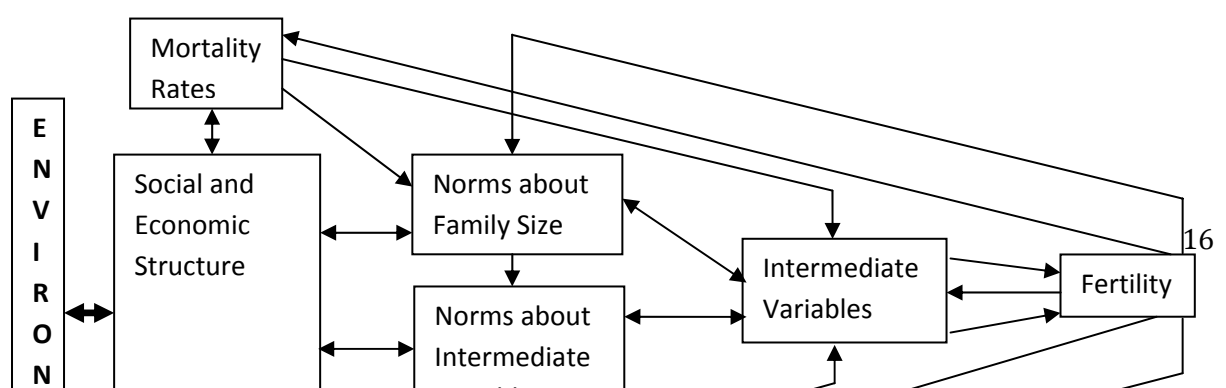 Mortality
Rates
E
N
V
I
R
O
N
Social and
Economic
Structure
Norms about
Family Size
16
Intermediate
Variables
Fertility
Norms about
Intermediate